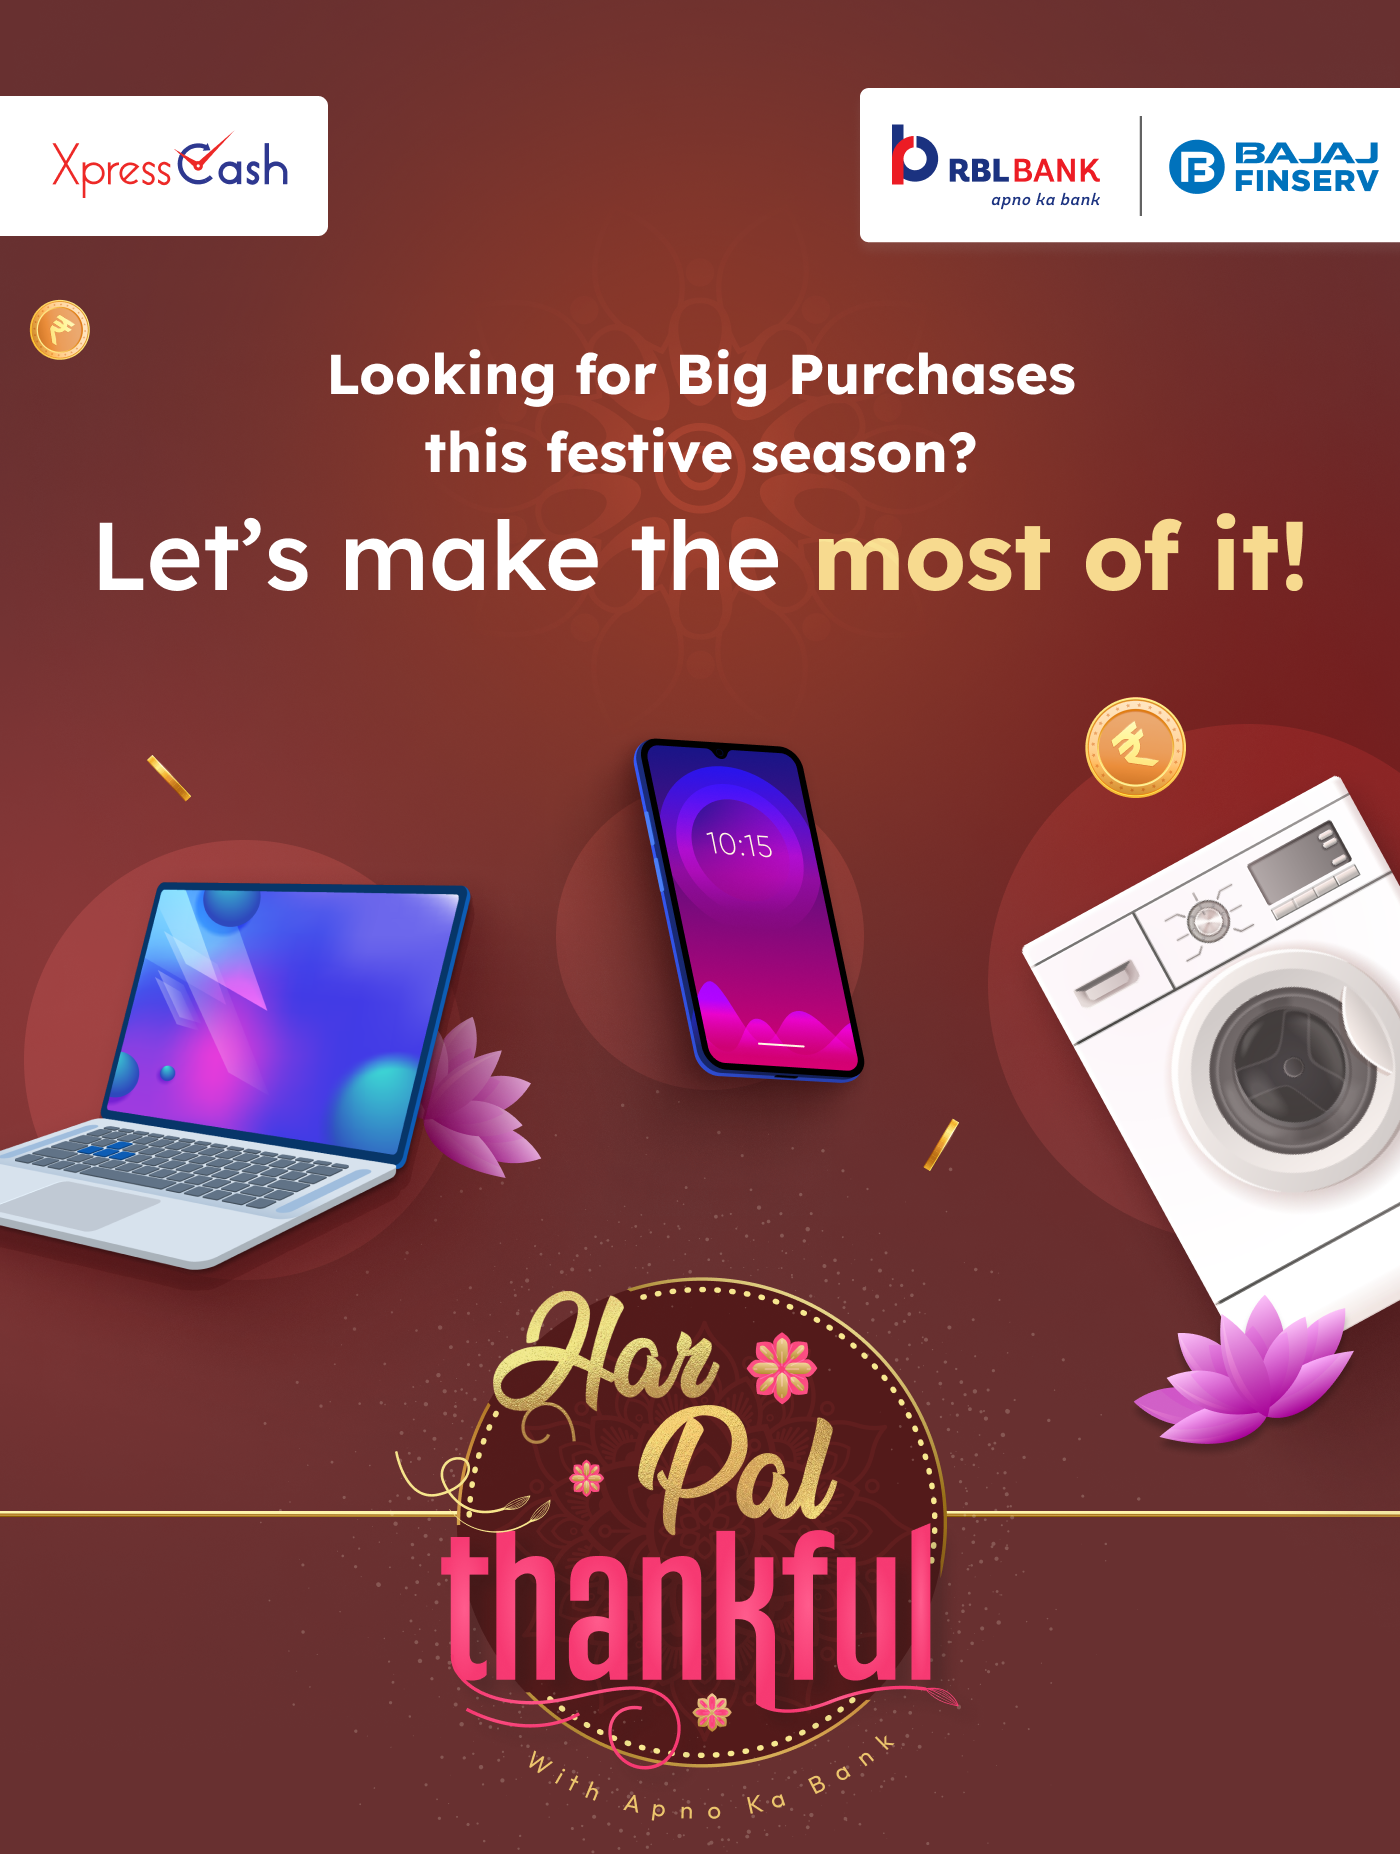 XpressCash
RBL BANK
apno ka bank
BAJAJ
FINSERV
Looking for Big Purchases
this festive season?
Let’s make the most of it!
10:15
Har
Pal
thankful
With Apno Ka Bank